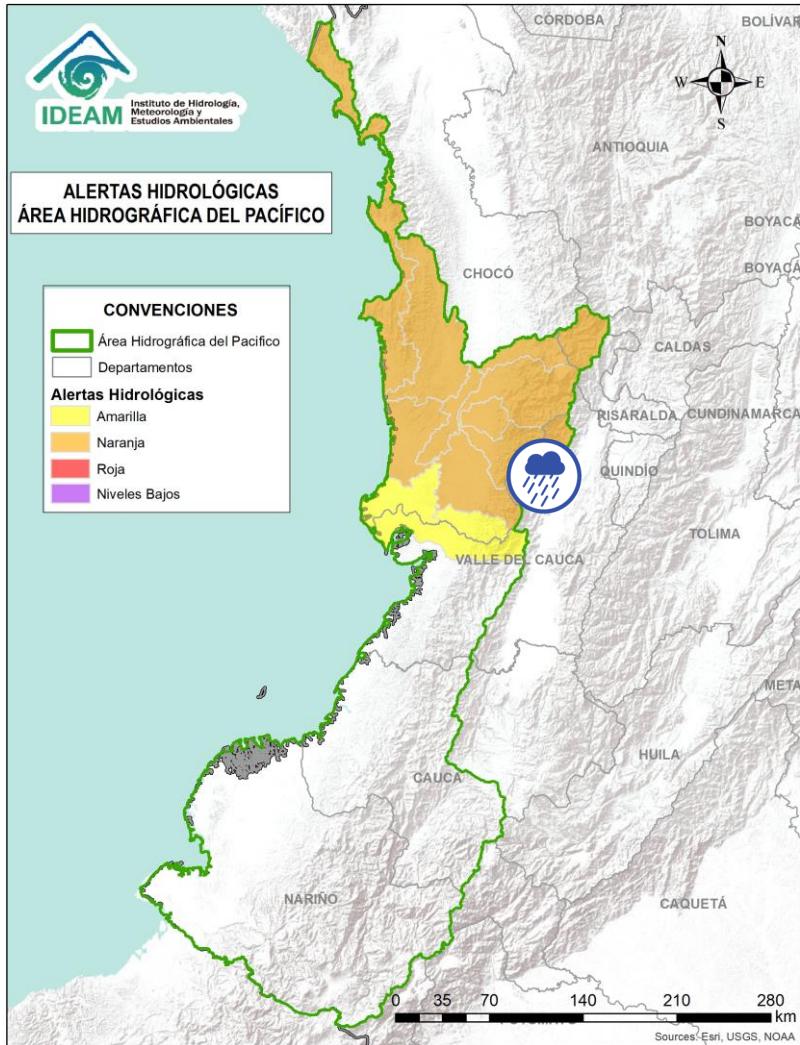 CÓRDOBA
BOLÍVAR
N
W E
S
IDEAM Instituto de Hidrología,
Meteorología y
Estudios Ambientales
ANTIOQUIA
ALERTAS HIDROLÓGICAS
ÁREA HIDROGRÁFICA DEL PACÍFICO
BOYACÁ
BOYACÁ
CHOCÓ
CONVENCIONES
Área Hidrográfica del Pacifico
Departamentos
Alertas Hidrológicas
Amarilla
Naranja
Roja
Niveles Bajos
CALDAS
RISARALDA
CUNDINAMARCA
QUINDÍO
TOLIMA
VALLE DEL CAUCA
META
HUILA
CAUCA
NARIÑO
CAQUETÁ
0 35 70 140 210 280
km
Sources: Esri, USGS, NOAA